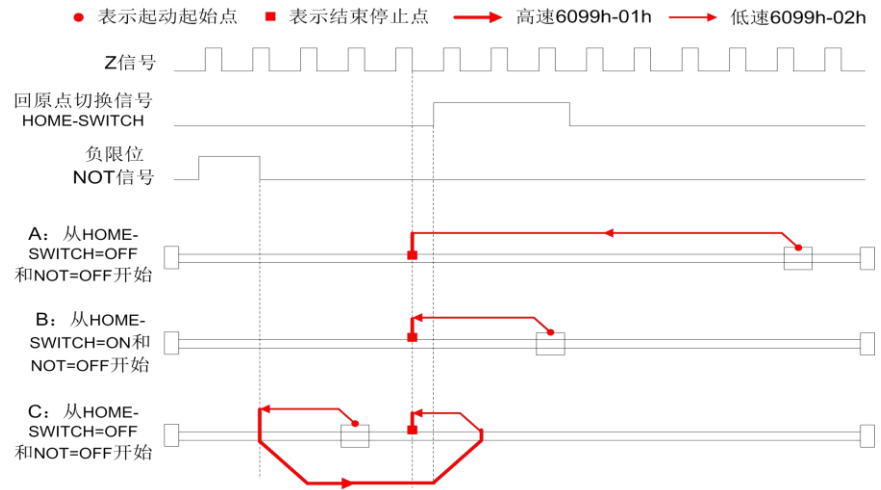 表示起动起始点 表示结束停止点 高速6099h-01h 低速6099h-02h
Z信号
回原点切换信号
HOME-SWITCH
负限位
NOT信号
A：从HOME-
SWITCH=OFF
和NOT=OFF开始
B：从HOME-
SWITCH=ON和
NOT=OFF开始
C：从HOME-
SWITCH=OFF
和NOT=OFF开始